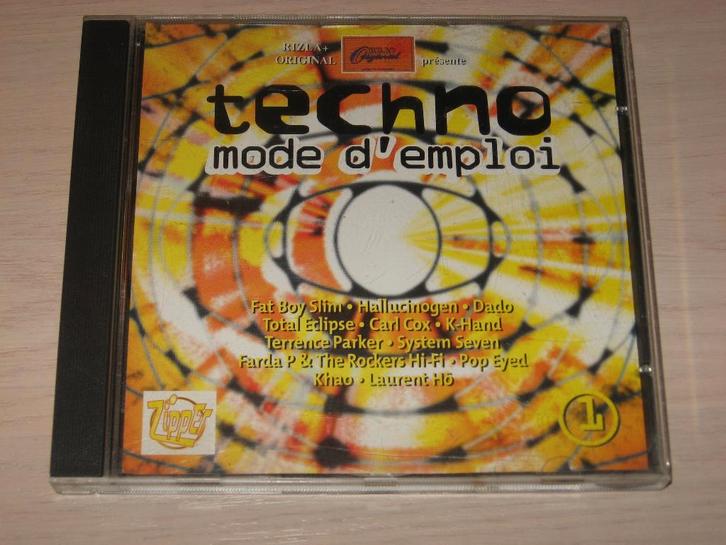 RIZLA+
ORIGINAL
Original
présente
techno
mode d'emploi
Fat Boy Slim • Hallucinogen • Dado
Total Eclipse • Carl Cox • K-Hand
Terrence Parker • System Seven
Farda P & The Rockers Hi-Fi • Pop Eyed
Khao • Laurent Hô
Zipper
1